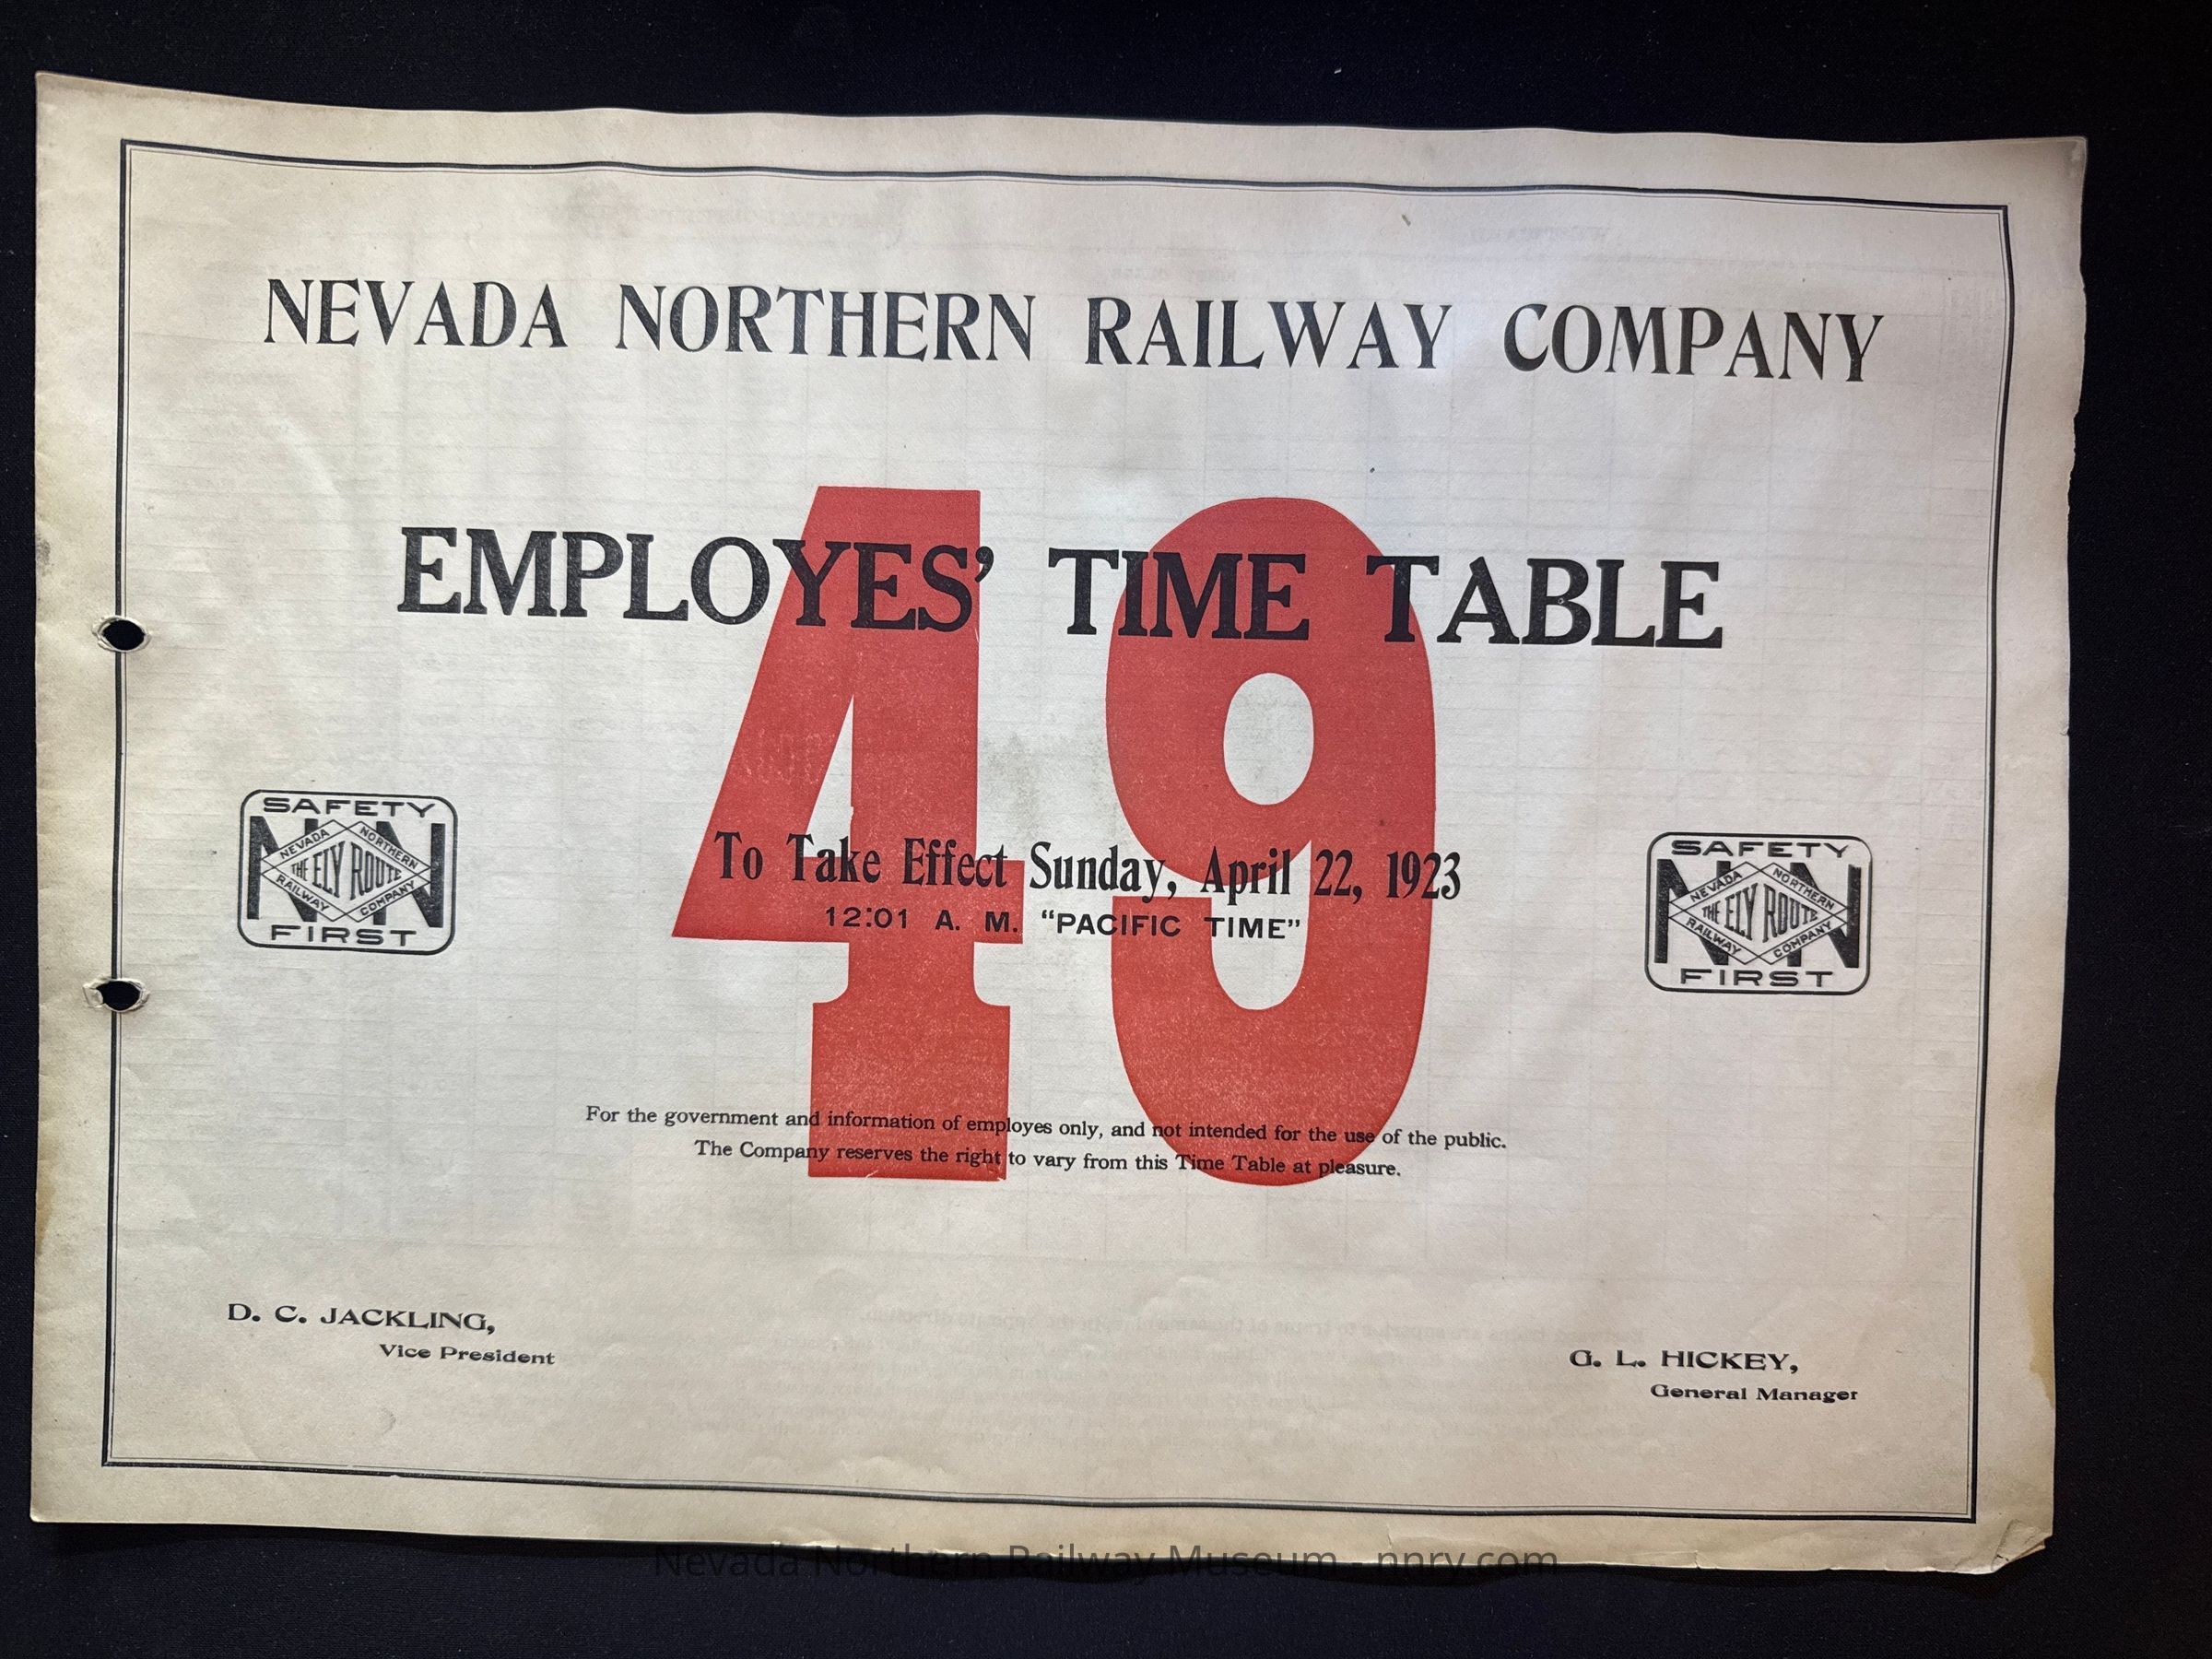 NEVADA NORTHERN RAILWAY COMPANY
49
EMPLOYES' TIME TABLE
To Take Effect Sunday, April 22, 1923
12:01 A. M. "PACIFIC TIME"
SAFETY
NN
NEVADA NORTHERN
THE ELY ROUTE
RAILWAY COMPANY
FIRST
SAFETY
NN
NEVADA NORTHERN
THE ELY ROUTE
RAILWAY COMPANY
FIRST
For the government and information of employes only, and not intended for the use of the public.
The Company reserves the right to vary from this Time Table at pleasure.
D. C. JACKLING,
Vice President
G. L. HICKEY,
General Manager
Nevada Northern Railway Museum - nnry.com